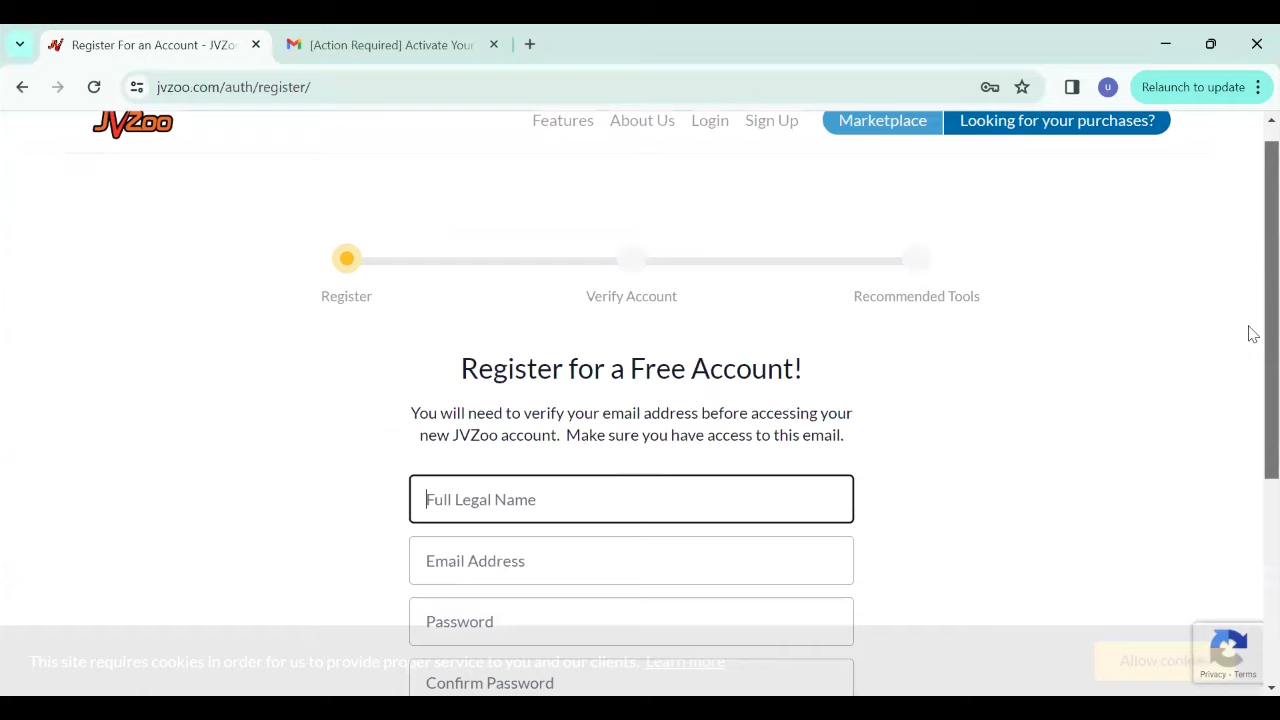 Register For an Account - JVZo
[Action Required] Activate Your
jvzoo.com/auth/register/
u
Relaunch to update
JVZoo
Features
About Us
Login
Sign Up
Marketplace
Looking for your purchases?
Register
Verify Account
Recommended Tools
Register for a Free Account!
You will need to verify your email address before accessing your
new JVZoo account. Make sure you have access to this email.
Full Legal Name
Email Address
Password
This site requires cookies in order for us to provide proper service to you and our clients. Learn more
Allow cookies
Privacy - Terms
Confirm Password